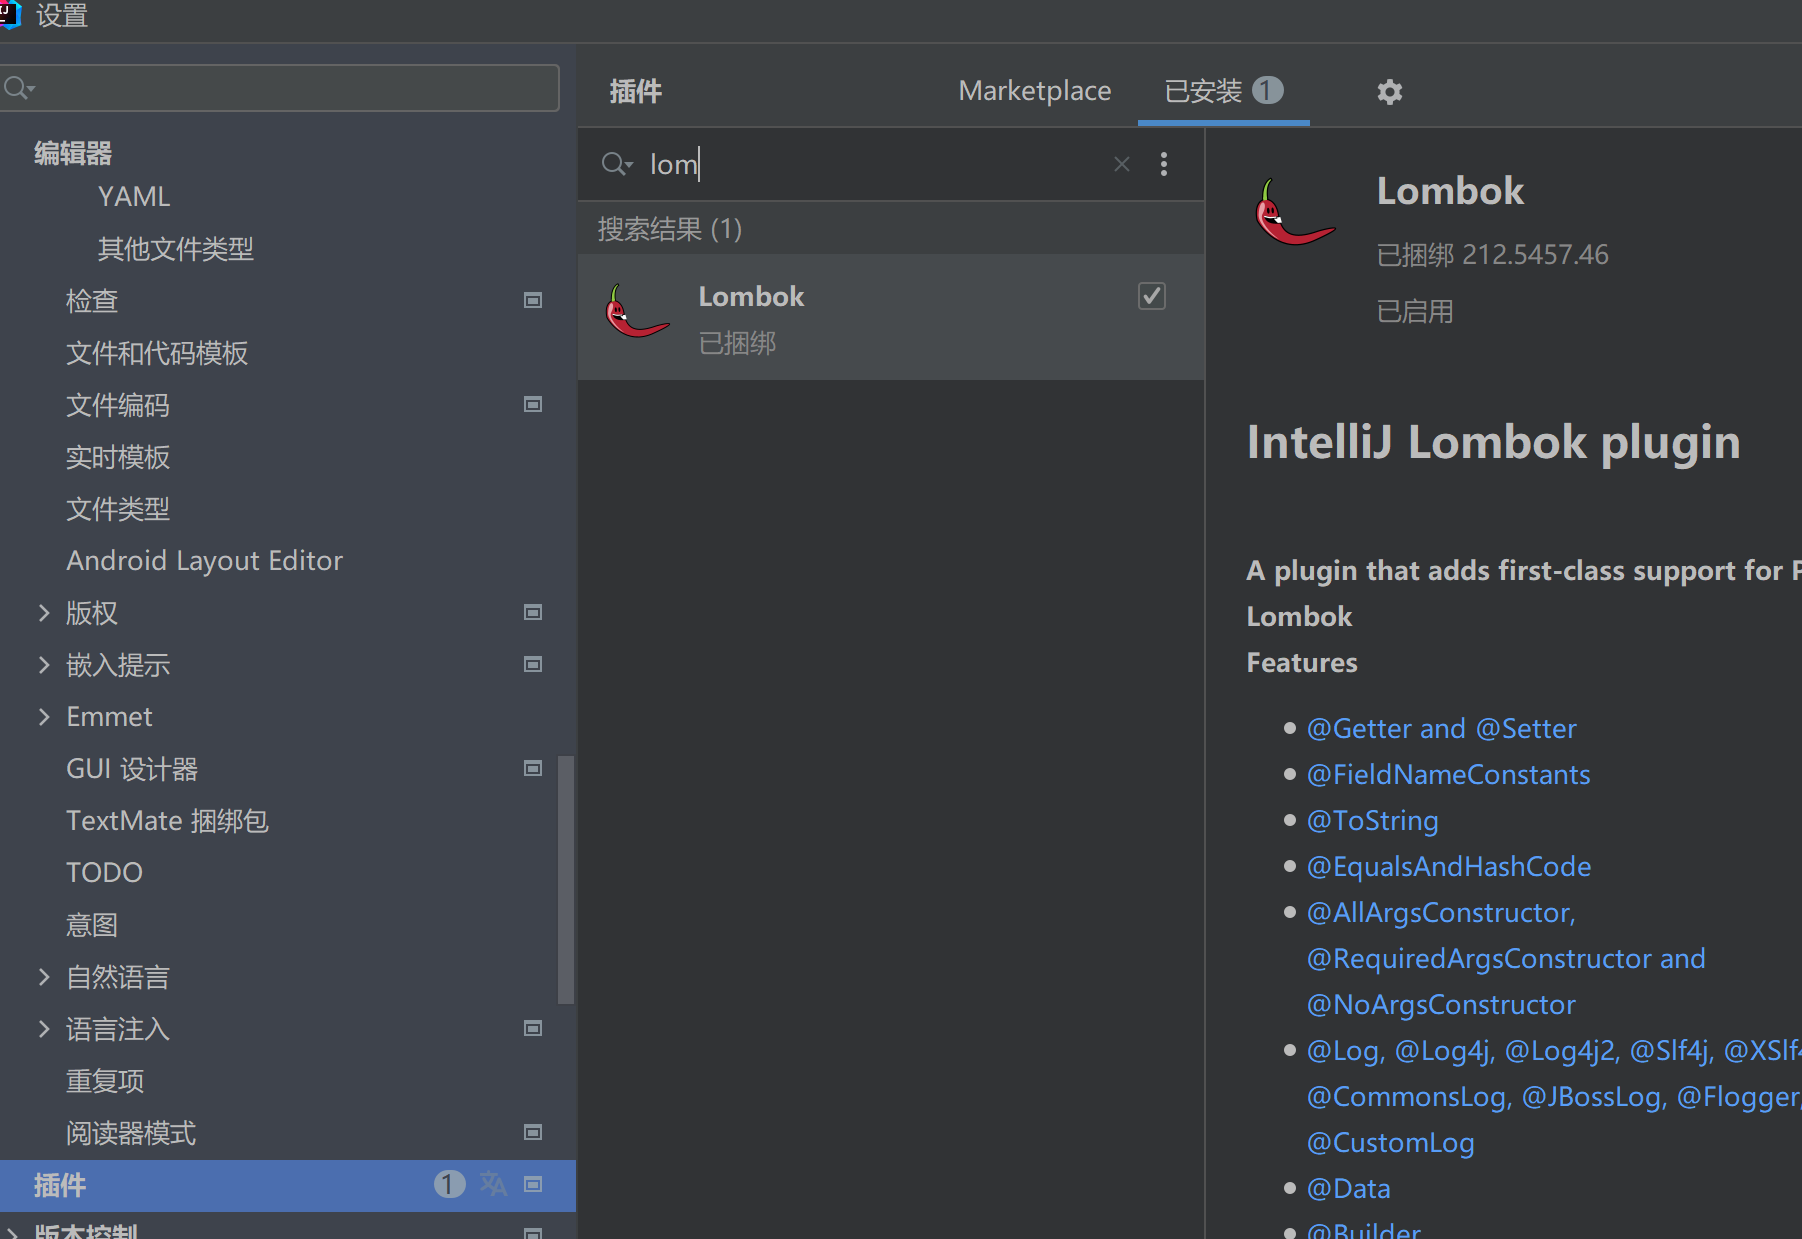 设置
编辑器
YAML
其他文件类型
检查
文件和代码模板
文件编码
实时模板
文件类型
Android Layout Editor
版权
嵌入提示
Emmet
GUI 设计器
TextMate 捆绑包
TODO
意图
自然语言
语言注入
重复项
阅读器模式
插件 1
版本控制
插件 Marketplace 已安装 1
lom
搜索结果 (1)
Lombok
已捆绑
Lombok
已捆绑 212.5457.46
已启用
IntelliJ Lombok plugin
A plugin that adds first-class support for
Lombok
Features
@Getter and @Setter
@FieldNameConstants
@ToString
@EqualsAndHashCode
@AllArgsConstructor,
@RequiredArgsConstructor and
@NoArgsConstructor
@Log, @Log4j, @Log4j2, @Slf4j, @XSlf4
@CommonsLog, @JBossLog, @Flogger,
@CustomLog
@Data
@Builder